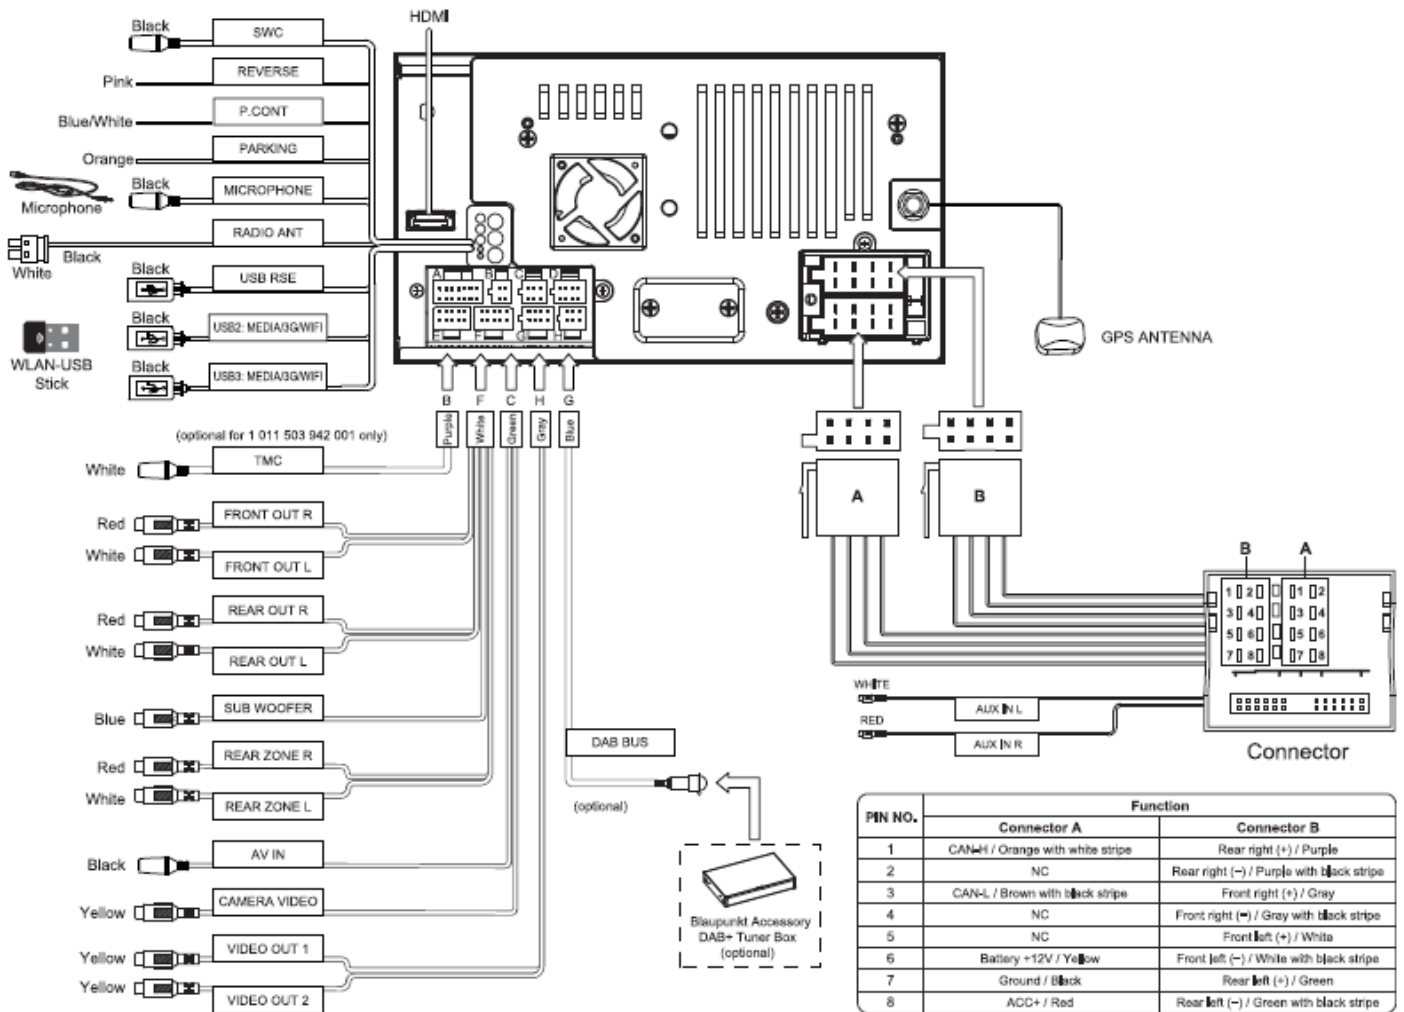 HDMI
Black
SWC
Pink
REVERSE
Blue/White
P.CONT
Orange
PARKING
Black
MICROPHONE
Microphone
RADIO ANT
Black
White
Black
USB RSE
Black
USB2: MEDIA/3G/WIFI
WLAN-USB
Stick
Black
USB3: MEDIA/3G/WIFI
A B C D
E F G H
GPS ANTENNA
B F C H G
Purple
White
Green
Gray
Blue
(optional for 1 011 503 942 001 only)
White
TMC
Red
FRONT OUT R
White
FRONT OUT L
Red
REAR OUT R
White
REAR OUT L
Blue
SUB WOOFER
Red
REAR ZONE R
White
REAR ZONE L
Black
AV IN
Yellow
CAMERA VIDEO
Yellow
VIDEO OUT 1
Yellow
VIDEO OUT 2
DAB BUS
(optional)
Blaupunkt Accessory
DAB+ Tuner Box
(optional)
A
B
B A
1 2 1 2
3 4 3 4
5 6 5 6
7 8 7 8
Connector
WHITE
AUX IN L
RED
AUX IN R
PIN NO. Function
Connector A Connector B
1 CAN-H / Orange with white stripe Rear right (+) / Purple
2 NC Rear right (−) / Purple with black stripe
3 CAN-L / Brown with black stripe Front right (+) / Gray
4 NC Front right (−) / Gray with black stripe
5 NC Front left (+) / White
6 Battery +12V / Yellow Front left (−) / White with black stripe
7 Ground / Black Rear left (+) / Green
8 ACC+ / Red Rear left (−) / Green with black stripe